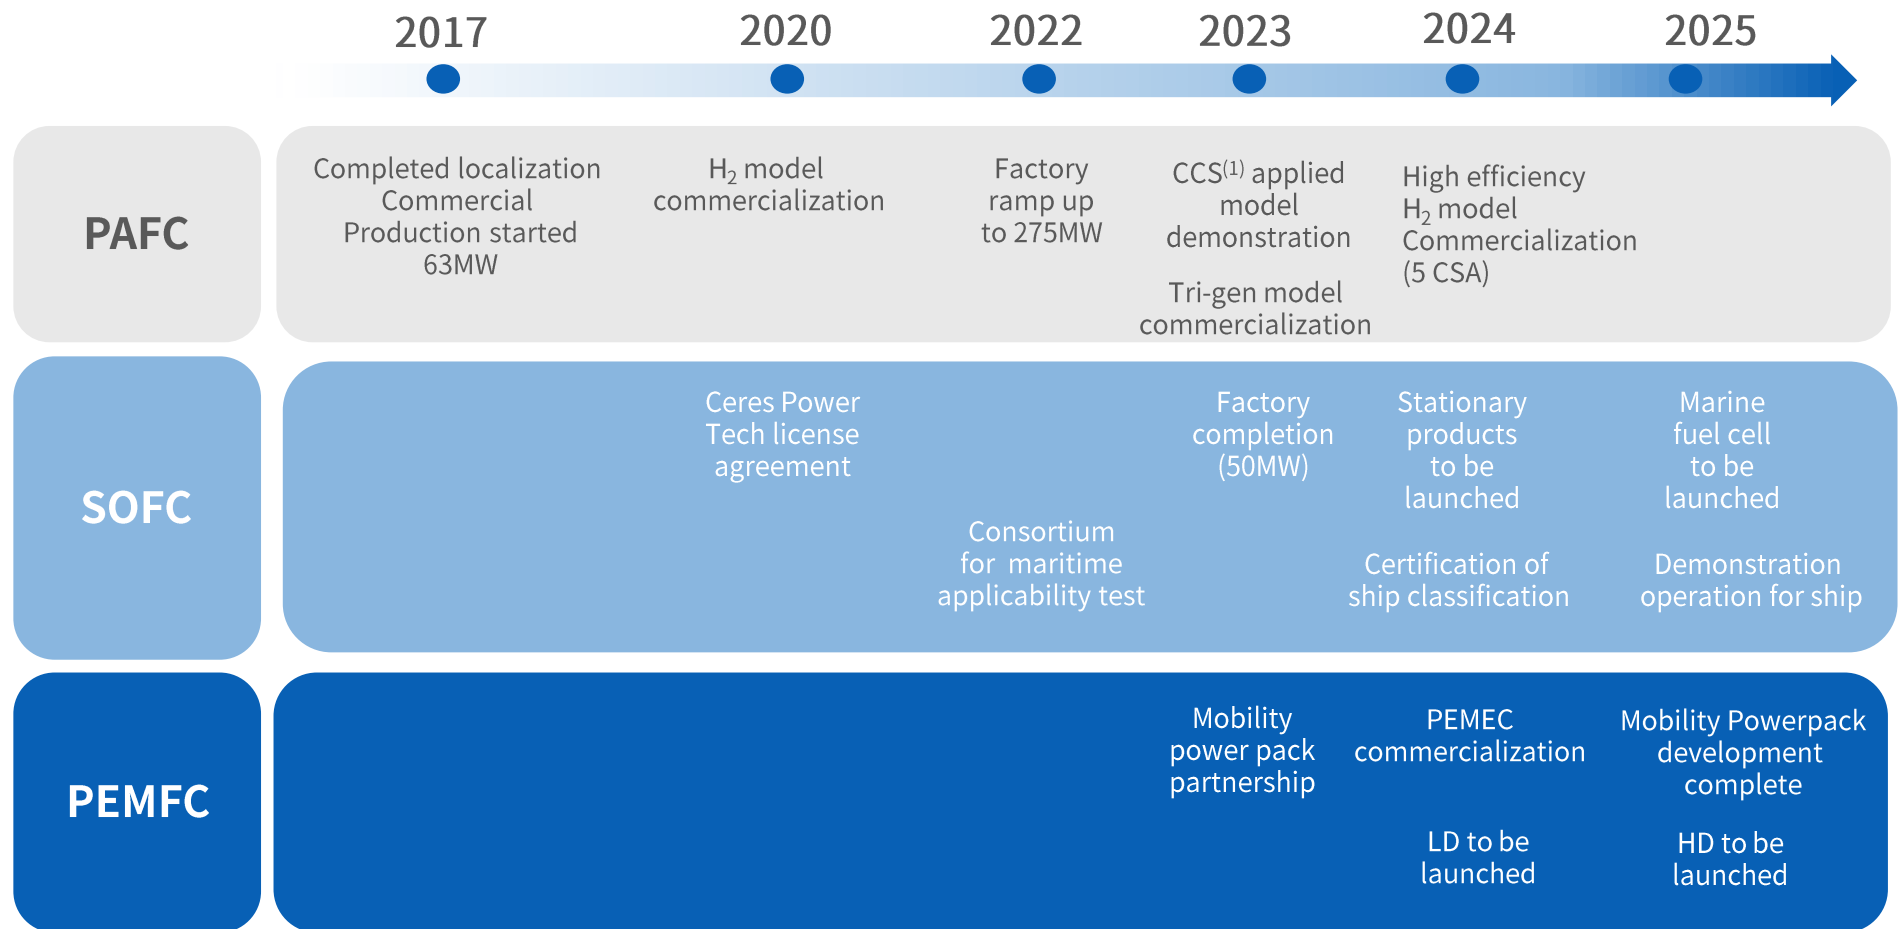 2017
2020
2022
2023
2024
2025
PAFC
Completed localization
Commercial
Production started
63MW
H₂ model
commercialization
Factory
ramp up
to 275MW
CCS⁽¹⁾ applied
model
demonstration
Tri-gen model
commercialization
High efficiency
H₂ model
Commercialization
(5 CSA)
SOFC
Ceres Power
Tech license
agreement
Consortium
for maritime
applicability test
Factory
completion
(50MW)
Stationary
products
to be
launched
Certification of
ship classification
Marine
fuel cell
to be
launched
Demonstration
operation for ship
PEMFC
Mobility
power pack
partnership
PEMEC
commercialization
LD to be
launched
Mobility Powerpack
development
complete
HD to be
launched